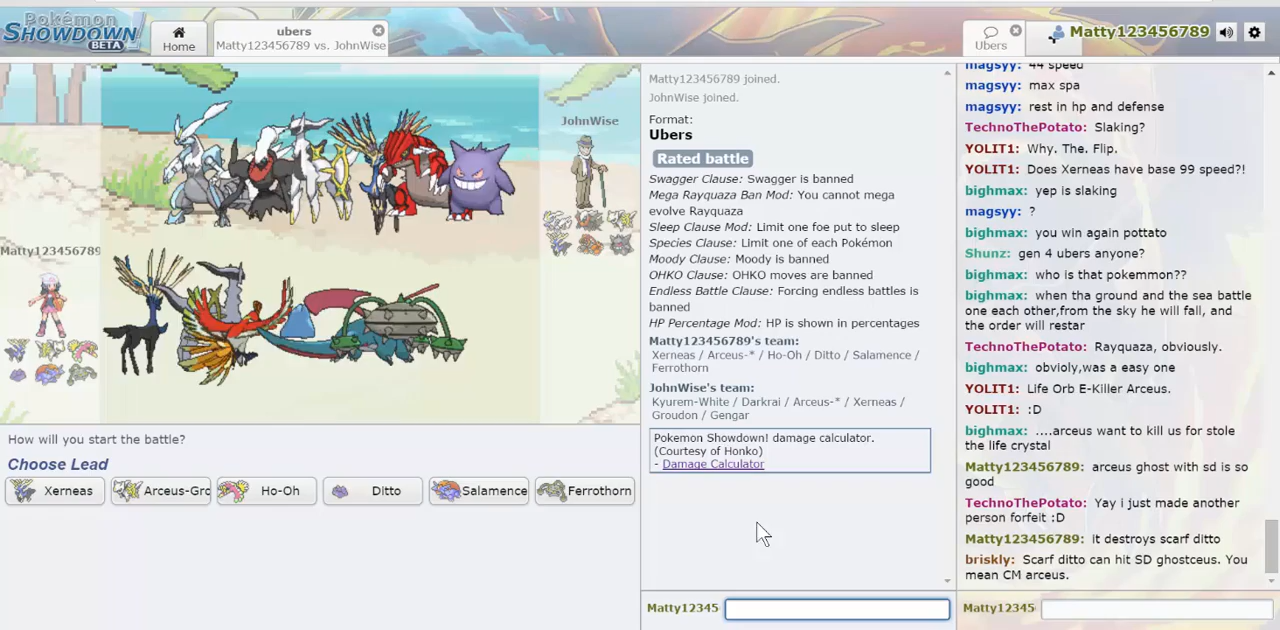 Pokémon
SHOWDOWN!
BETA
Home
ubers
Matty123456789 vs. JohnWise
Ubers
Matty123456789
JohnWise
Matty123456789
How will you start the battle?
Choose Lead
Xerneas
Arceus-Grc
Ho-Oh
Ditto
Salamence
Ferrothorn
Matty123456789 joined.
JohnWise joined.
Format:
Ubers
Rated battle
Swagger Clause: Swagger is banned
Mega Rayquaza Ban Mod: You cannot mega
evolve Rayquaza
Sleep Clause Mod: Limit one foe put to sleep
Species Clause: Limit one of each Pokémon
Moody Clause: Moody is banned
OHKO Clause: OHKO moves are banned
Endless Battle Clause: Forcing endless battles is
banned
HP Percentage Mod: HP is shown in percentages
Matty123456789's team:
Xerneas / Arceus-* / Ho-Oh / Ditto / Salamence /
Ferrothorn
JohnWise's team:
Kyurem-White / Darkrai / Arceus-* / Xerneas /
Groudon / Gengar
Pokemon Showdown! damage calculator.
(Courtesy of Honko)
- Damage Calculator
Matty12345
magsyy: 44 speed
magsyy: max spa
magsyy: rest in hp and defense
TechnoThePotato: Slaking?
YOLIT1: Why. The. Flip.
YOLIT1: Does Xerneas have base 99 speed?!
bighmax: yep is slaking
magsyy: ?
bighmax: you win again pottato
Shunz: gen 4 ubers anyone?
bighmax: who is that pokemmon??
bighmax: when tha ground and the sea battle
one each other,from the sky he will fall, and
the order will restar
TechnoThePotato: Rayquaza, obviously.
bighmax: obvioly,was a easy one
YOLIT1: Life Orb E-Killer Arceus.
YOLIT1: :D
bighmax: ....arceus want to kill us for stole
the life crystal
Matty123456789: arceus ghost with sd is so
good
TechnoThePotato: Yay i just made another
person forfeit :D
Matty123456789: it destroys scarf ditto
briskly: Scarf ditto can hit SD ghostceus. You
mean CM arceus.
Matty12345